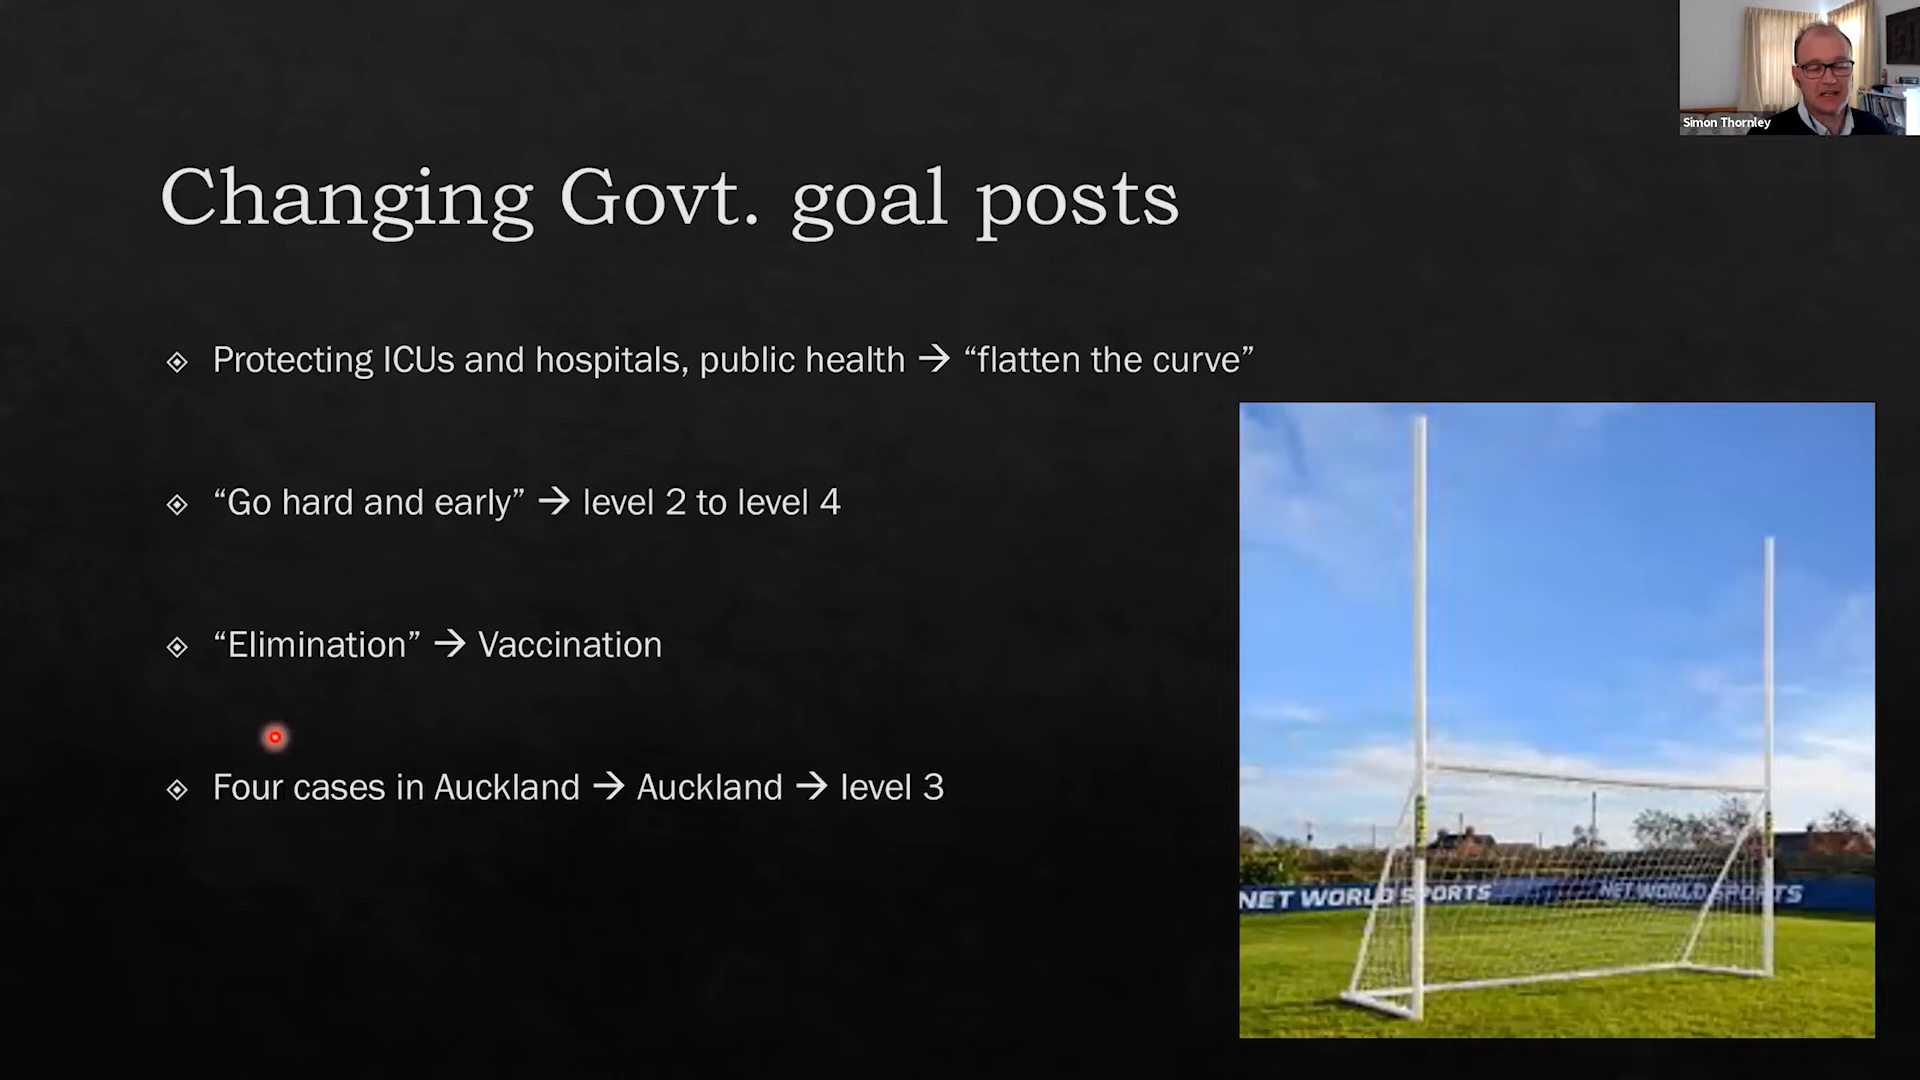 Simon Thornley
Changing Govt. goal posts
Protecting ICUs and hospitals, public health → “flatten the curve”
“Go hard and early” → level 2 to level 4
“Elimination” → Vaccination
Four cases in Auckland → Auckland → level 3
NET WORLD SPORTS NET WORLD SPORTS